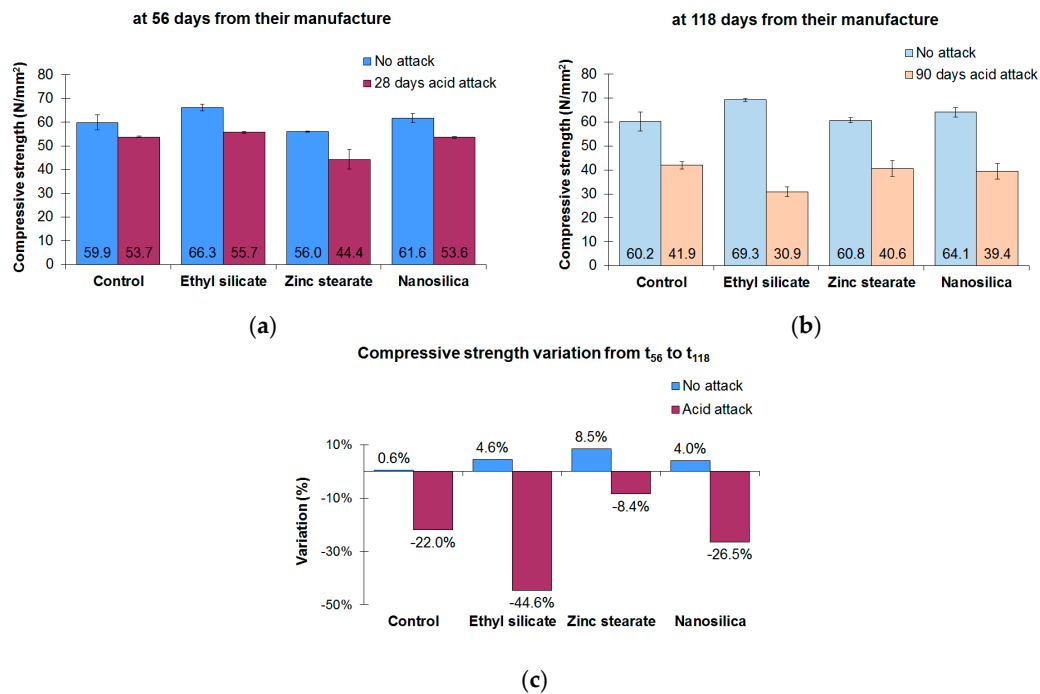 at 56 days from their manufacture
No attack
28 days acid attack
Compressive strength (N/mm²)
80
70
60
50
40
30
20
10
0
59.9 53.7 66.3 55.7 56.0 44.4 61.6 53.6
Control Ethyl silicate Zinc stearate Nanosilica
(a)
at 118 days from their manufacture
No attack
90 days acid attack
Compressive strength (N/mm²)
80
70
60
50
40
30
20
10
0
60.2 41.9 69.3 30.9 60.8 40.6 64.1 39.4
Control Ethyl silicate Zinc stearate Nanosilica
(b)
Compressive strength variation from t₅₆ to t₁₁₈
No attack
Acid attack
Variation (%)
10%
-10%
-30%
-50%
0.6% 4.6% 8.5% 4.0%
-22.0% -44.6% -8.4% -26.5%
Control Ethyl silicate Zinc stearate Nanosilica
(c)